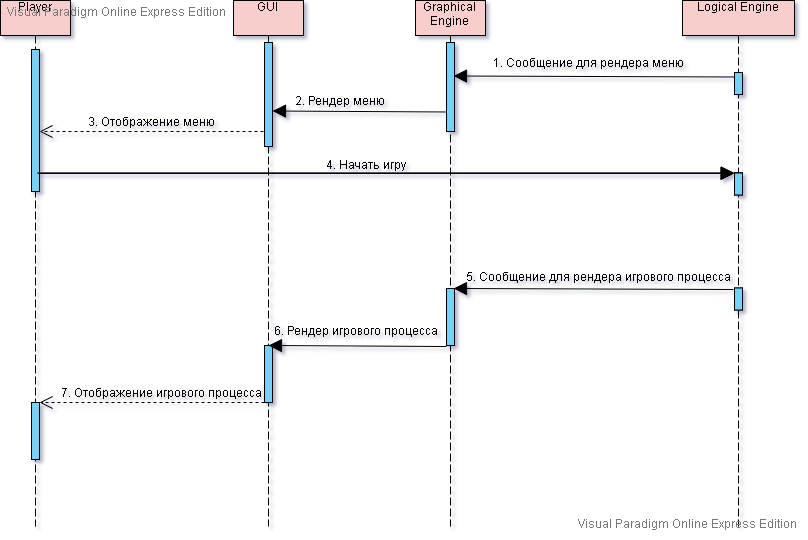 Player
Visual Paradigm Online Express Edition
GUI
Graphical
Engine
Logical Engine
1. Сообщение для рендера меню
2. Рендер меню
3. Отображение меню
4. Начать игру
5. Сообщение для рендера игрового процесса
6. Рендер игрового процесса
7. Отображение игрового процесса
Visual Paradigm Online Express Edition